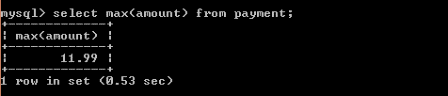 mysql> select max(amount) from payment;
+-------------+
| max(amount) |
+-------------+
|       11.99 |
+-------------+
1 row in set (0.53 sec)